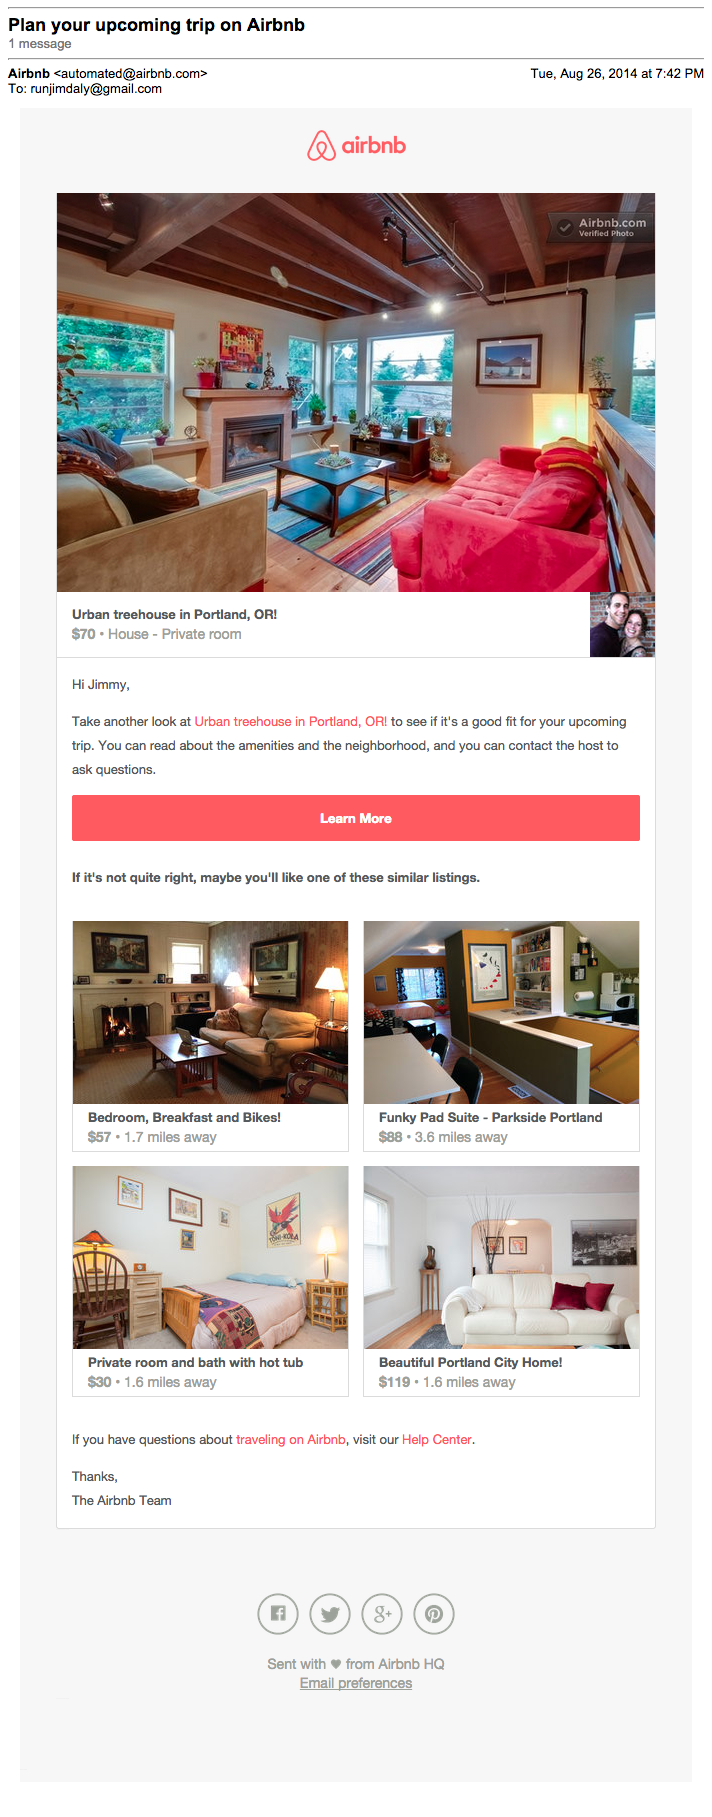 Plan your upcoming trip on Airbnb
1 message
Airbnb <automated@airbnb.com> Tue, Aug 26, 2014 at 7:42 PM
To: runjimdaly@gmail.com
airbnb
Airbnb.com
Verified Photo
Urban treehouse in Portland, OR!
$70 • House - Private room
Hi Jimmy,
Take another look at Urban treehouse in Portland, OR! to see if it's a good fit for your upcoming
trip. You can read about the amenities and the neighborhood, and you can contact the host to
ask questions.
Learn More
If it's not quite right, maybe you'll like one of these similar listings.
Bedroom, Breakfast and Bikes!
$57 • 1.7 miles away
Funky Pad Suite - Parkside Portland
$88 • 3.6 miles away
TONI-KOLA
Private room and bath with hot tub
$30 • 1.6 miles away
Beautiful Portland City Home!
$119 • 1.6 miles away
If you have questions about traveling on Airbnb, visit our Help Center.
Thanks,
The Airbnb Team
Sent with ♥ from Airbnb HQ
Email preferences